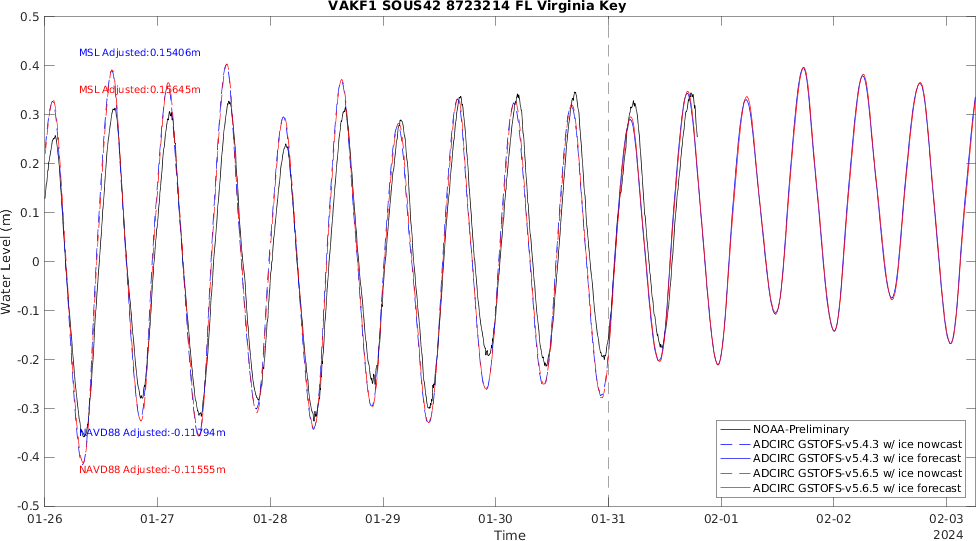 VAKF1 SOUS42 8723214 FL Virginia Key
0.5
0.4
0.3
0.2
0.1
0
-0.1
-0.2
-0.3
-0.4
-0.5
Water Level (m)
MSL Adjusted:0.15406m
MSL Adjusted:0.15645m
NAVD88 Adjusted:-0.11794m
NAVD88 Adjusted:-0.11555m
NOAA-Preliminary
ADCIRC GSTOFS-v5.4.3 w/ ice nowcast
ADCIRC GSTOFS-v5.4.3 w/ ice forecast
ADCIRC GSTOFS-v5.6.5 w/ ice nowcast
ADCIRC GSTOFS-v5.6.5 w/ ice forecast
01-26 01-27 01-28 01-29 01-30 01-31 02-01 02-02 02-03
Time
2024